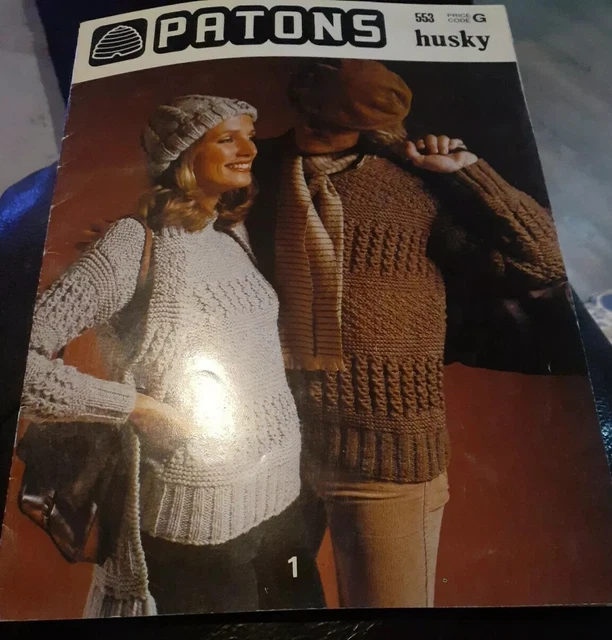 PATONS
553 PRICE CODE G
husky
1